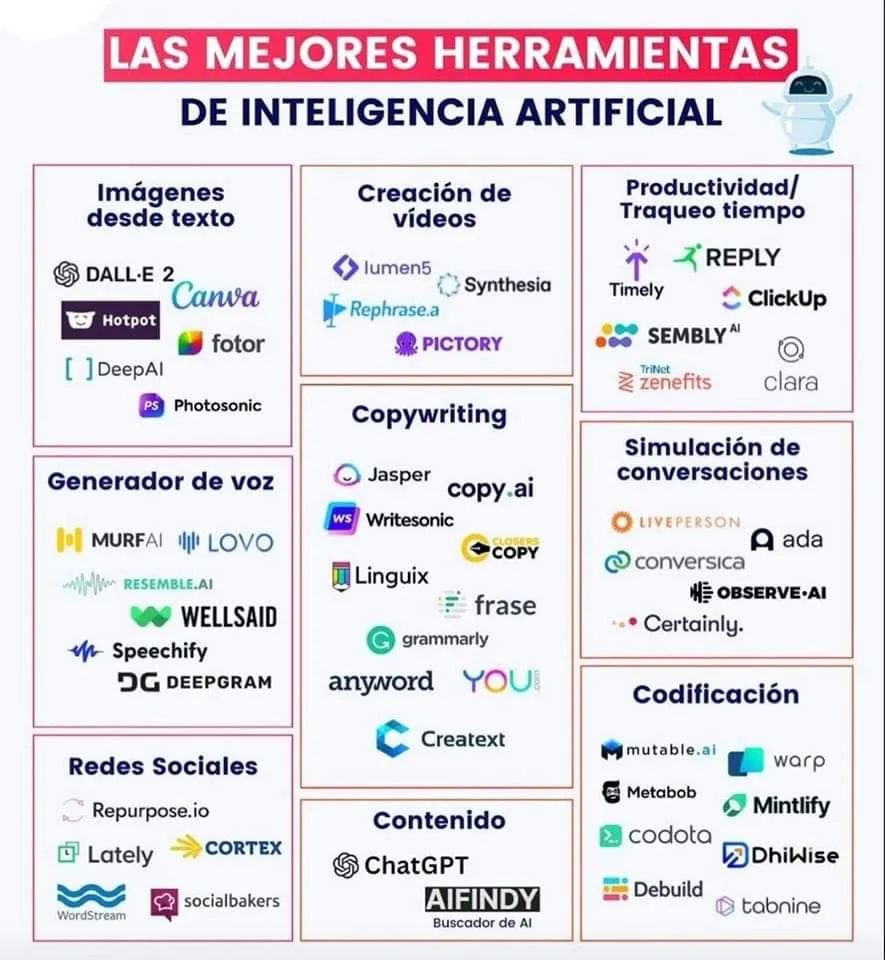 LAS MEJORES HERRAMIENTAS
DE INTELIGENCIA ARTIFICIAL
Imágenes
desde texto
DALL·E 2
Canva
Hotpot
fotor
[ ] DeepAI
PS Photosonic
Generador de voz
MURFAI
LOVO
RESEMBLE.AI
WELLSAID
Speechify
DG DEEPGRAM
Redes Sociales
Repurpose.io
Lately
CORTEX
WordStream
socialbakers
Creación de
vídeos
lumen5
Synthesia
Rephrase.a
PICTORY
Copywriting
Jasper
copy.ai
WS Writesonic
CLOSERS
COPY
Linguix
frase
G grammarly
anyword
YOU.com
Creatext
Contenido
ChatGPT
AIFINDY
Buscador de AI
Productividad/
Traqueo tiempo
Timely
REPLY
ClickUp
SEMBLY AI
TriNet
zenefits
clara
Simulación de
conversaciones
LIVEPERSON
ada
conversica
OBSERVE·AI
Certainly.
Codificación
mutable.ai
warp
Metabob
Mintlify
codota
DhiWise
Debuild
tabnine